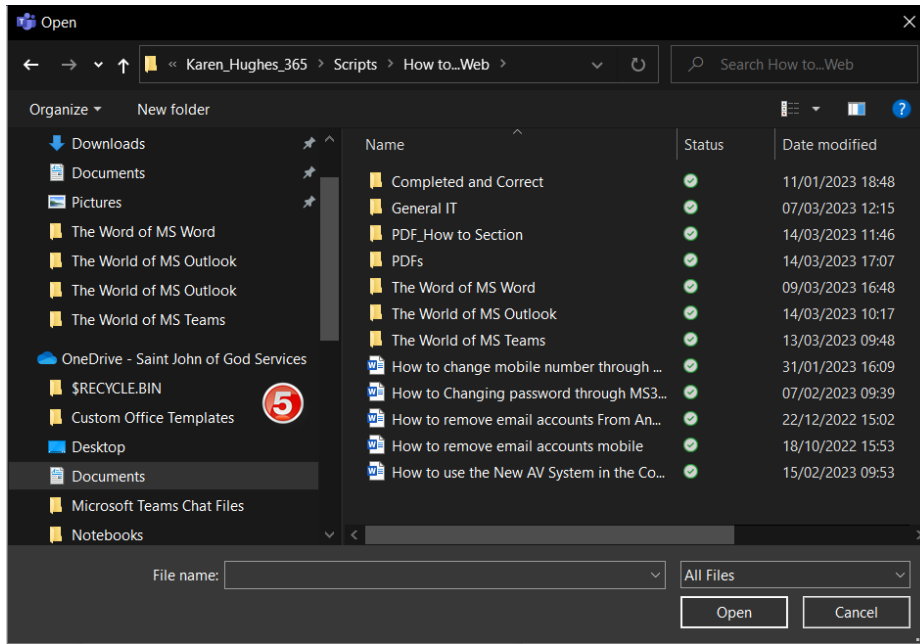 Open
« Karen_Hughes_365 > Scripts > How to...Web >
Search How to...Web
Organize New folder
Downloads
Documents
Pictures
The Word of MS Word
The World of MS Outlook
The World of MS Outlook
The World of MS Teams
OneDrive - Saint John of God Services
$RECYCLE.BIN
5
Custom Office Templates
Desktop
Documents
Microsoft Teams Chat Files
Notebooks
Name Status Date modified
Completed and Correct 11/01/2023 18:48
General IT 07/03/2023 12:15
PDF_How to Section 14/03/2023 11:46
PDFs 14/03/2023 17:07
The Word of MS Word 09/03/2023 16:48
The World of MS Outlook 14/03/2023 10:17
The World of MS Teams 13/03/2023 09:48
How to change mobile number through ... 31/01/2023 16:09
How to Changing password through MS3... 07/02/2023 09:39
How to remove email accounts From An... 22/12/2022 15:02
How to remove email accounts mobile 18/10/2022 15:53
How to use the New AV System in the Co... 15/02/2023 09:53
File name: All Files
Open Cancel